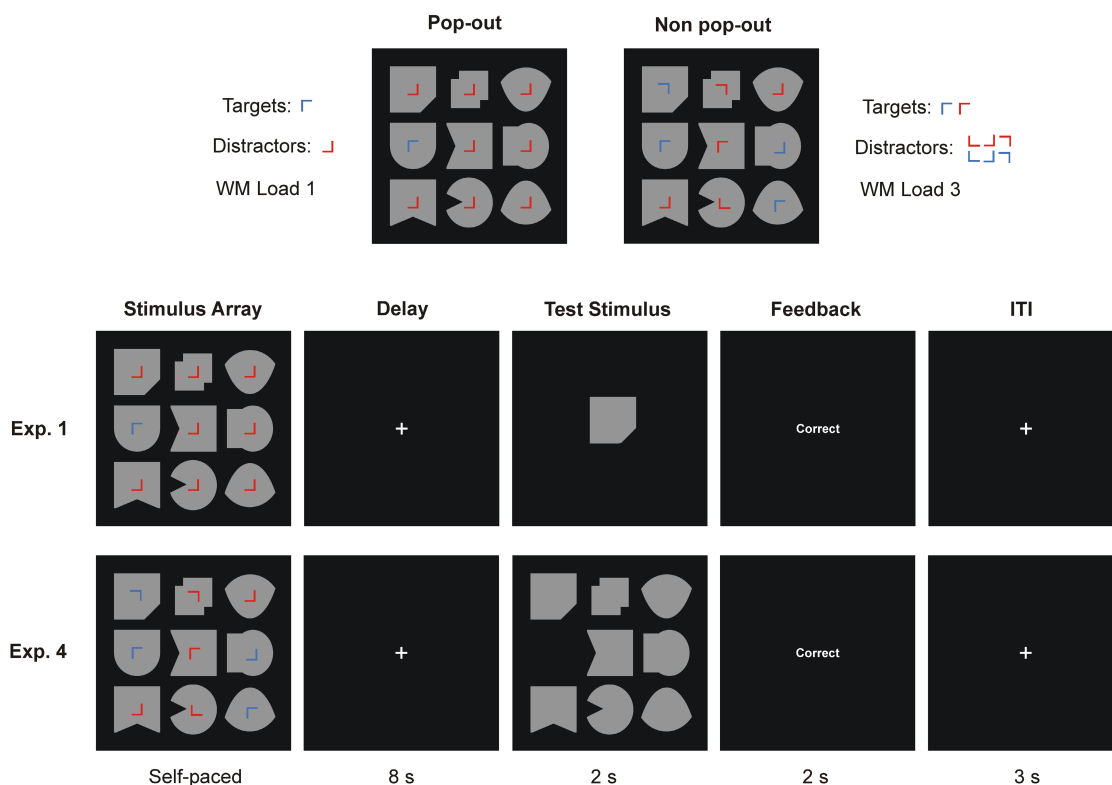 Pop-out
Non pop-out
Targets:
Distractors:
WM Load 1
Targets:
Distractors:
WM Load 3
Stimulus Array
Delay
Test Stimulus
Feedback
ITI
Exp. 1
+
Correct
+
Exp. 4
+
Correct
+
Self-paced
8 s
2 s
2 s
3 s